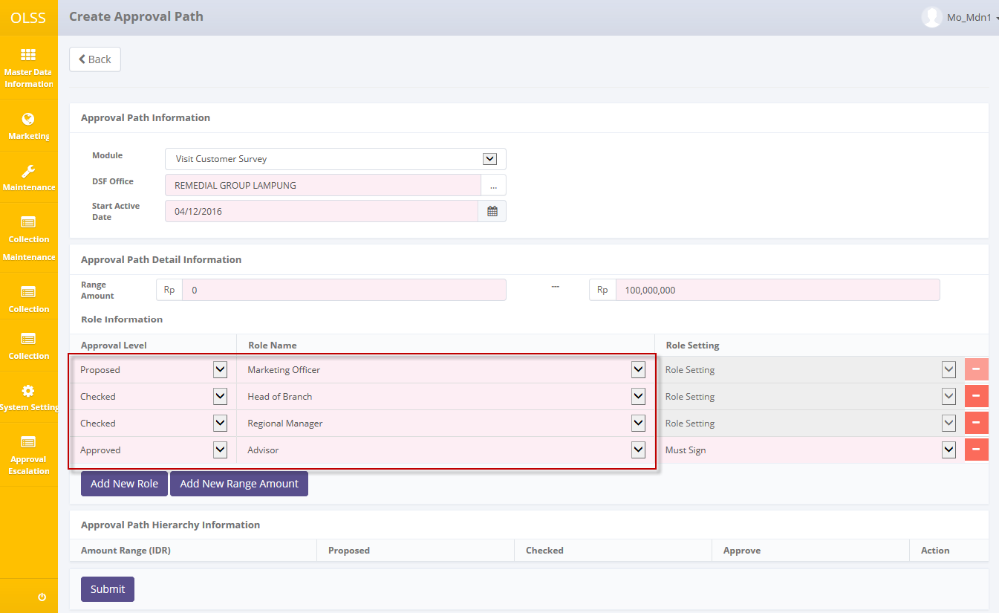 OLSS
Create Approval Path
Mo_Mdn1
Back
Master Data
Information
Marketing
Maintenance
Collection
Maintenance
Collection
Collection
System Setting
Approval
Escalation
Approval Path Information
Module
Visit Customer Survey
DSF Office
REMEDIAL GROUP LAMPUNG
...
Start Active
Date
04/12/2016
Approval Path Detail Information
Range
Amount
Rp 0
---
Rp 100,000,000
Role Information
Approval Level Role Name Role Setting
Proposed Marketing Officer Role Setting
Checked Head of Branch Role Setting
Checked Regional Manager Role Setting
Approved Advisor Must Sign
Add New Role Add New Range Amount
Approval Path Hierarchy Information
Amount Range (IDR) Proposed Checked Approve Action
Submit